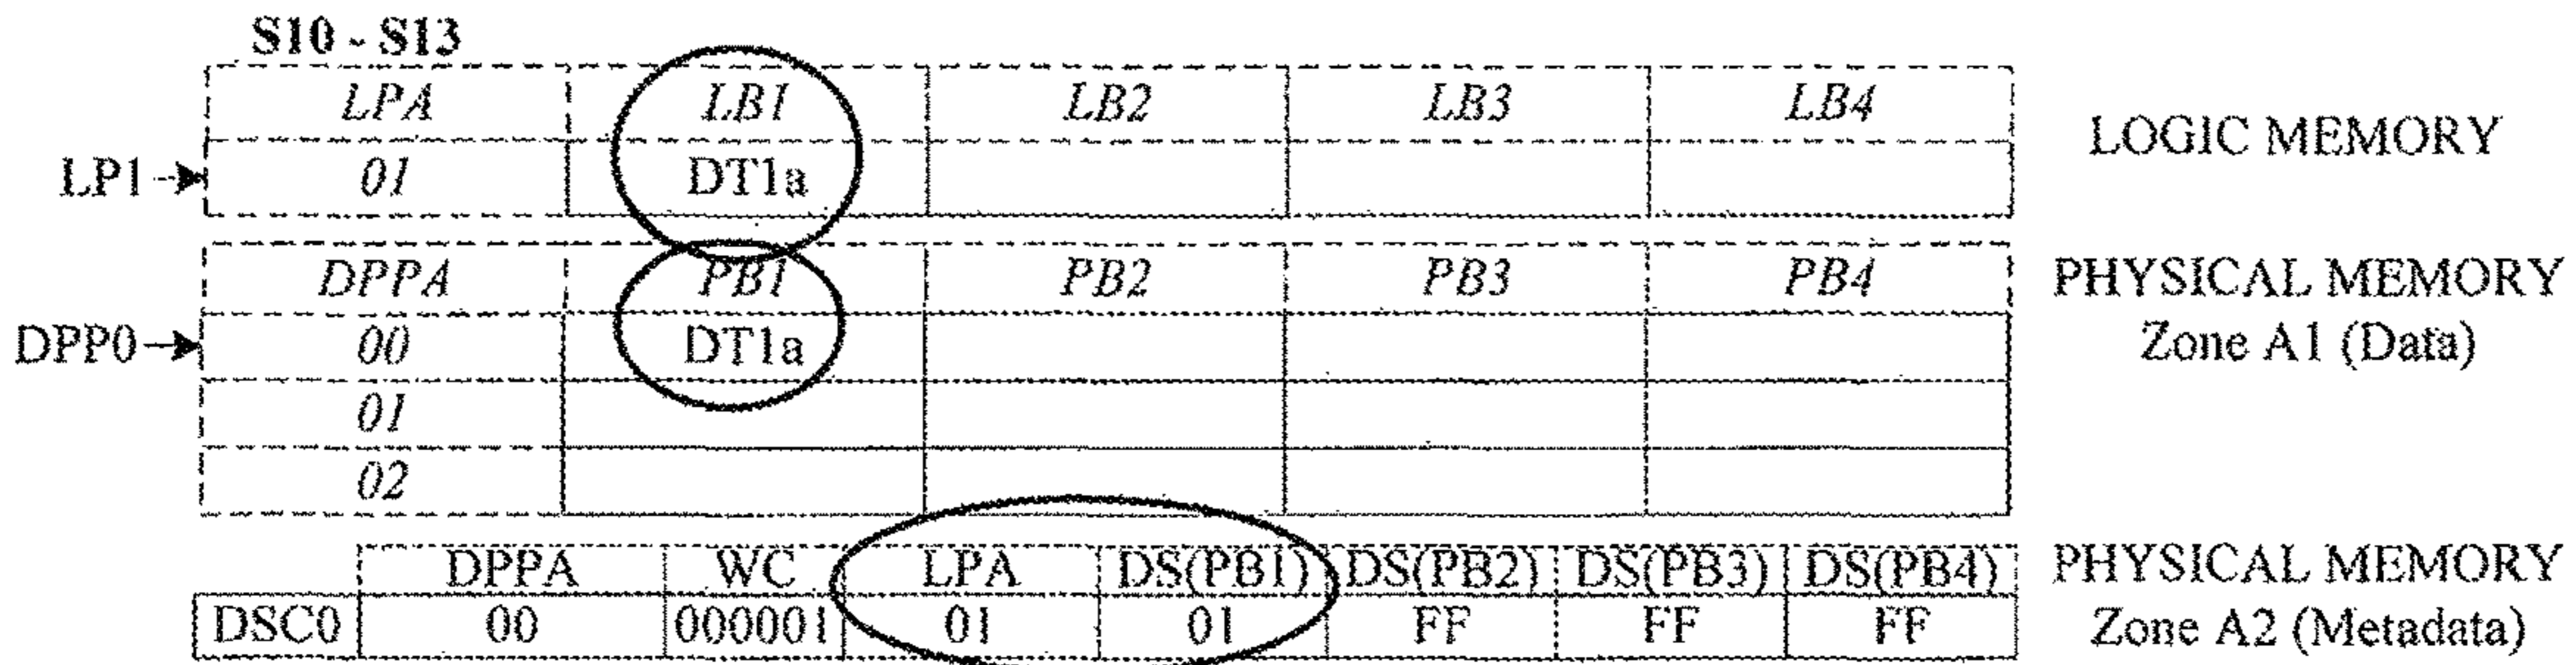 S10 - S13
LPA LB1 LB2 LB3 LB4
LP1 01 DT1a
LOGIC MEMORY
DPPA PB1 PB2 PB3 PB4
DPP0 00 DT1a
01
02
PHYSICAL MEMORY
Zone A1 (Data)
DPPA WC LPA DS(PB1) DS(PB2) DS(PB3) DS(PB4)
DSC0 00 000001 01 01 FF FF FF
PHYSICAL MEMORY
Zone A2 (Metadata)